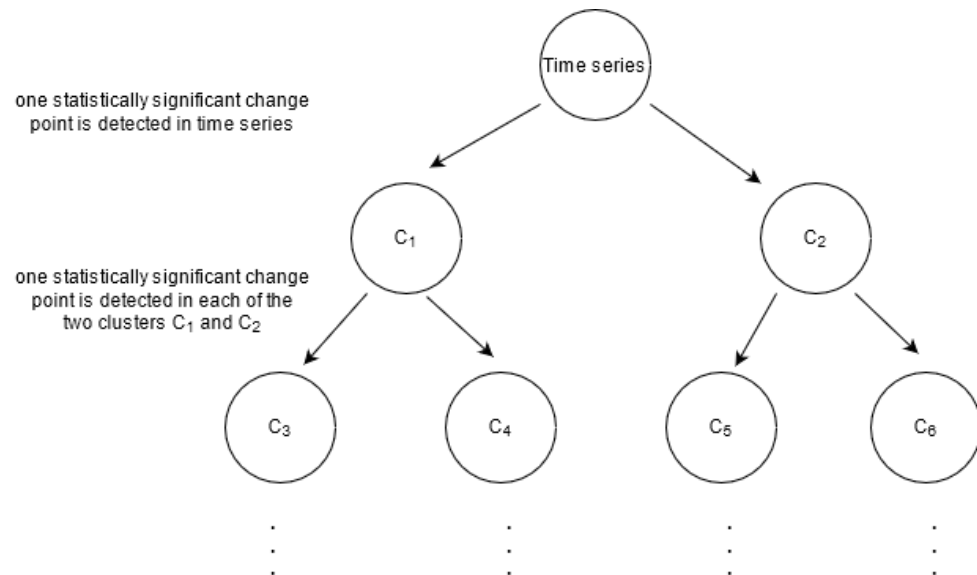 Time series
one statistically significant change
point is detected in time series
C₁
C₂
one statistically significant change
point is detected in each of the
two clusters C₁ and C₂
C₃
C₄
C₅
C₆